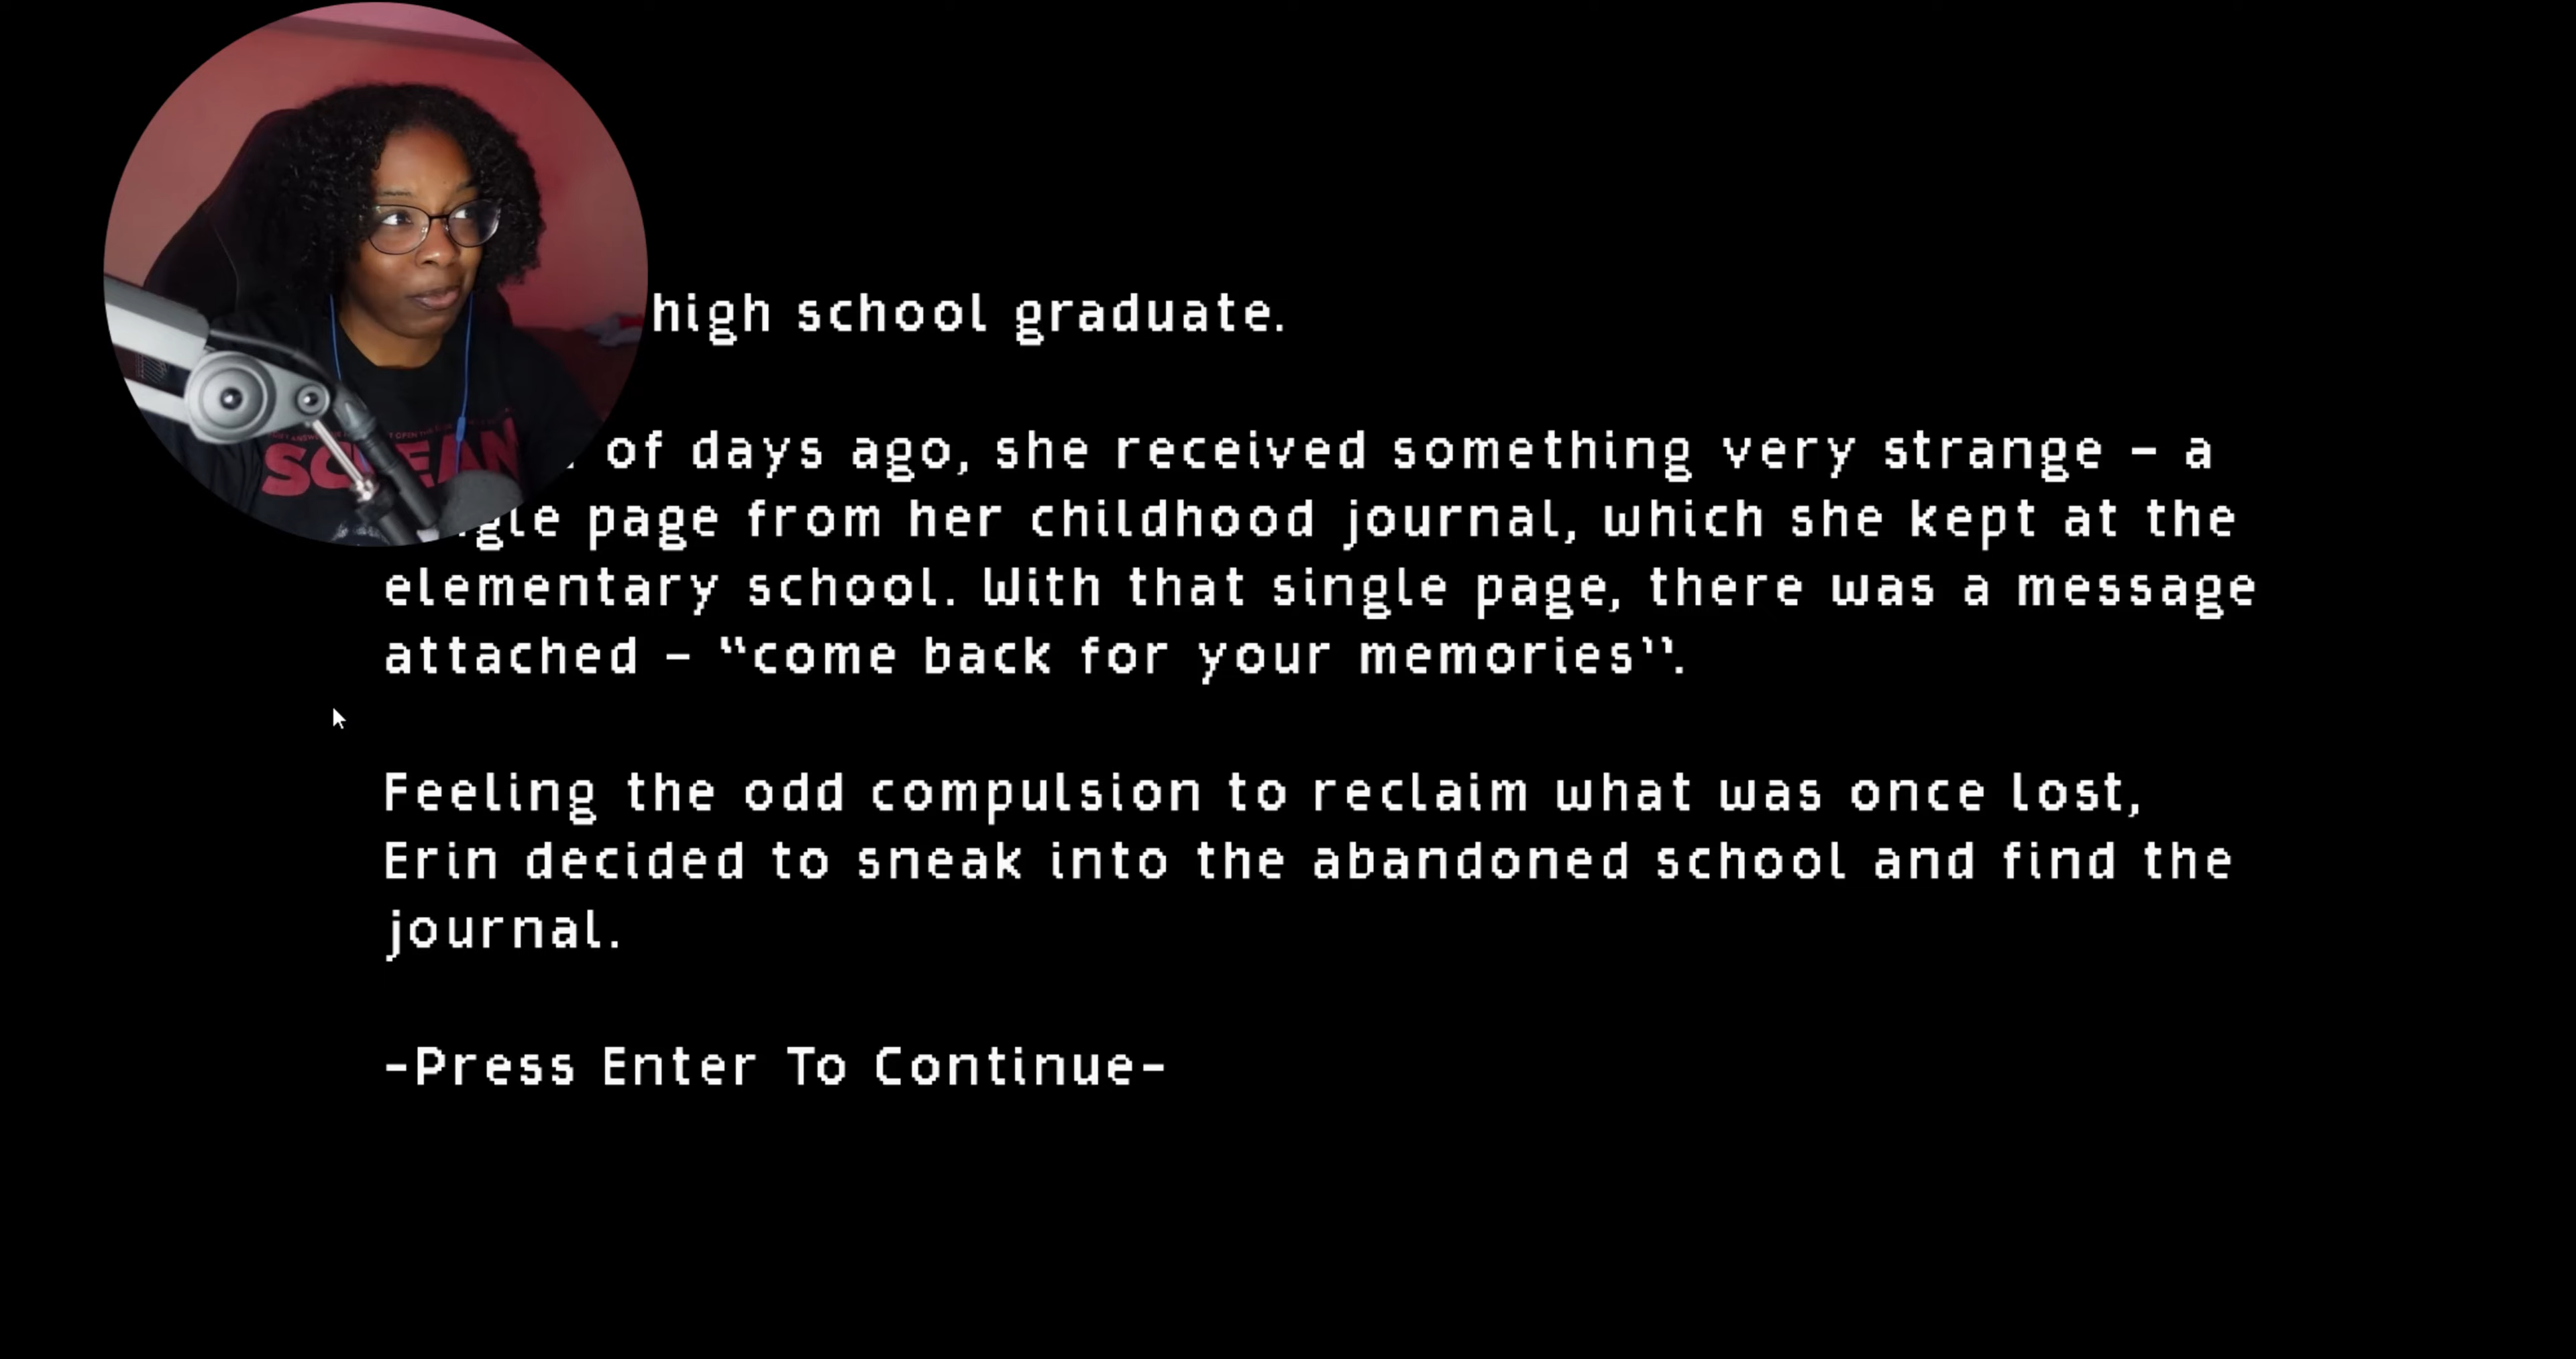 high school graduate.
of days ago, she received something very strange - a
page from her childhood journal, which she kept at the
elementary school. With that single page, there was a message
attached - "come back for your memories".
Feeling the odd compulsion to reclaim what was once lost,
Erin decided to sneak into the abandoned school and find the
journal.
-Press Enter To Continue-